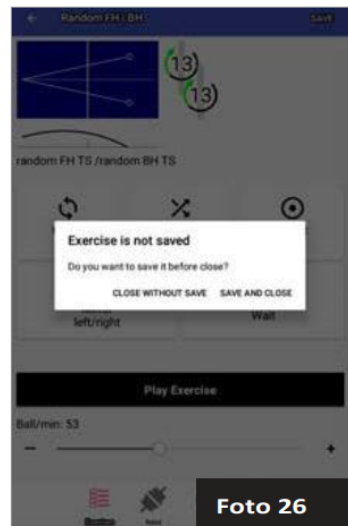 Random FH / BH
SAVE
13
13
random FH TS /random BH TS
Exercise is not saved
Do you want to save it before close?
CLOSE WITHOUT SAVE SAVE AND CLOSE
left/right
Wait
Play Exercise
Ball/min: 53
- +
Foto 26